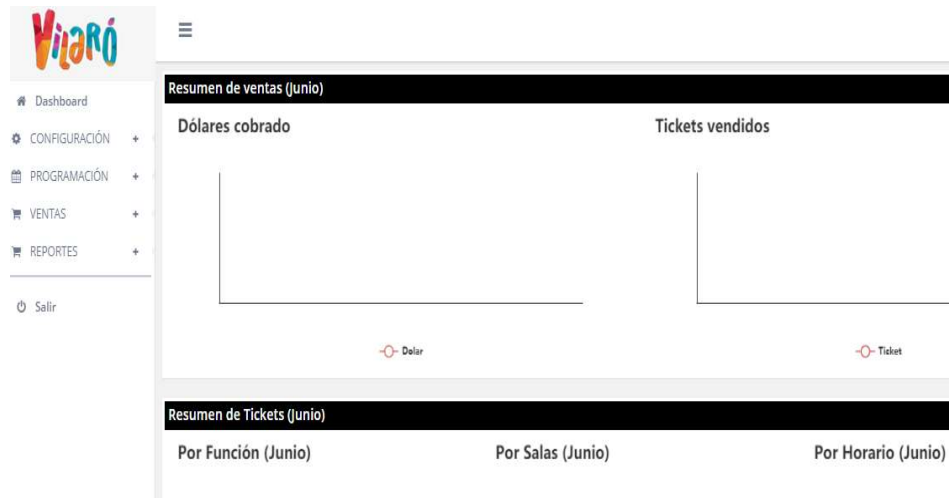 Vilaró
Dashboard
CONFIGURACIÓN +
PROGRAMACIÓN +
VENTAS +
REPORTES +
Salir
Resumen de ventas (Junio)
Dólares cobrado
Tickets vendidos
Dolar
Ticket
Resumen de Tickets (Junio)
Por Función (Junio)
Por Salas (Junio)
Por Horario (Junio)